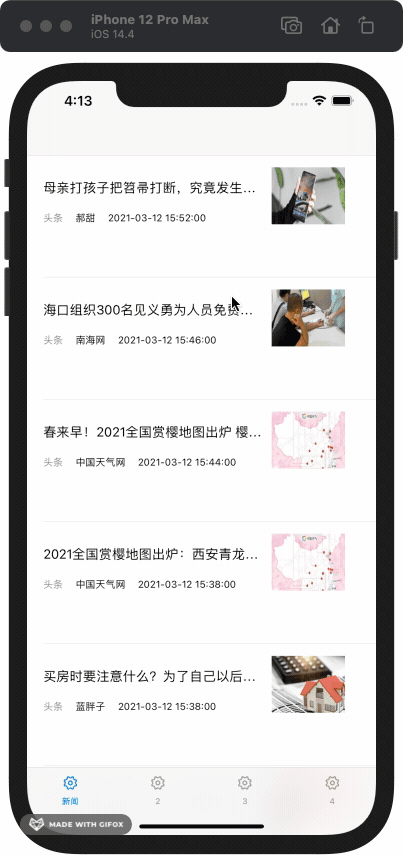 iPhone 12 Pro Max
iOS 14.4
4:13
母亲打孩子把笤帚打断，究竟发生...
头条 郝甜 2021-03-12 15:52:00
海口组织300名见义勇为人员免费...
头条 南海网 2021-03-12 15:46:00
春来早！2021全国赏樱地图出炉 樱...
头条 中国天气网 2021-03-12 15:44:00
2021全国赏樱地图出炉：西安青龙...
头条 中国天气网 2021-03-12 15:38:00
买房时要注意什么？为了自己以后...
头条 蓝胖子 2021-03-12 15:38:00
新闻 2 3 4
MADE WITH GIFOX